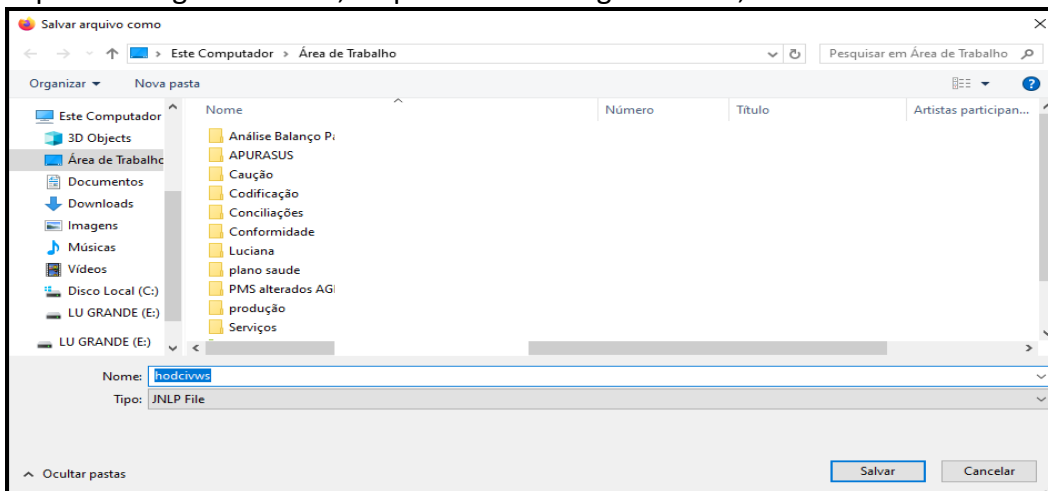 Salvar arquivo como
Este Computador > Área de Trabalho
Pesquisar em Área de Trabalho
Organizar Nova pasta
Nome Número Título Artistas participan...
Este Computador
3D Objects
Área de Trabalho
Documentos
Downloads
Imagens
Músicas
Vídeos
Disco Local (C:)
LU GRANDE (E:)
LU GRANDE (E:)
Análise Balanço Pa
APURASUS
Caução
Codificação
Conciliações
Conformidade
Luciana
plano saude
PMS alterados AGI
produção
Serviços
Nome: hodcivws
Tipo: JNLP File
Ocultar pastas
Salvar Cancelar